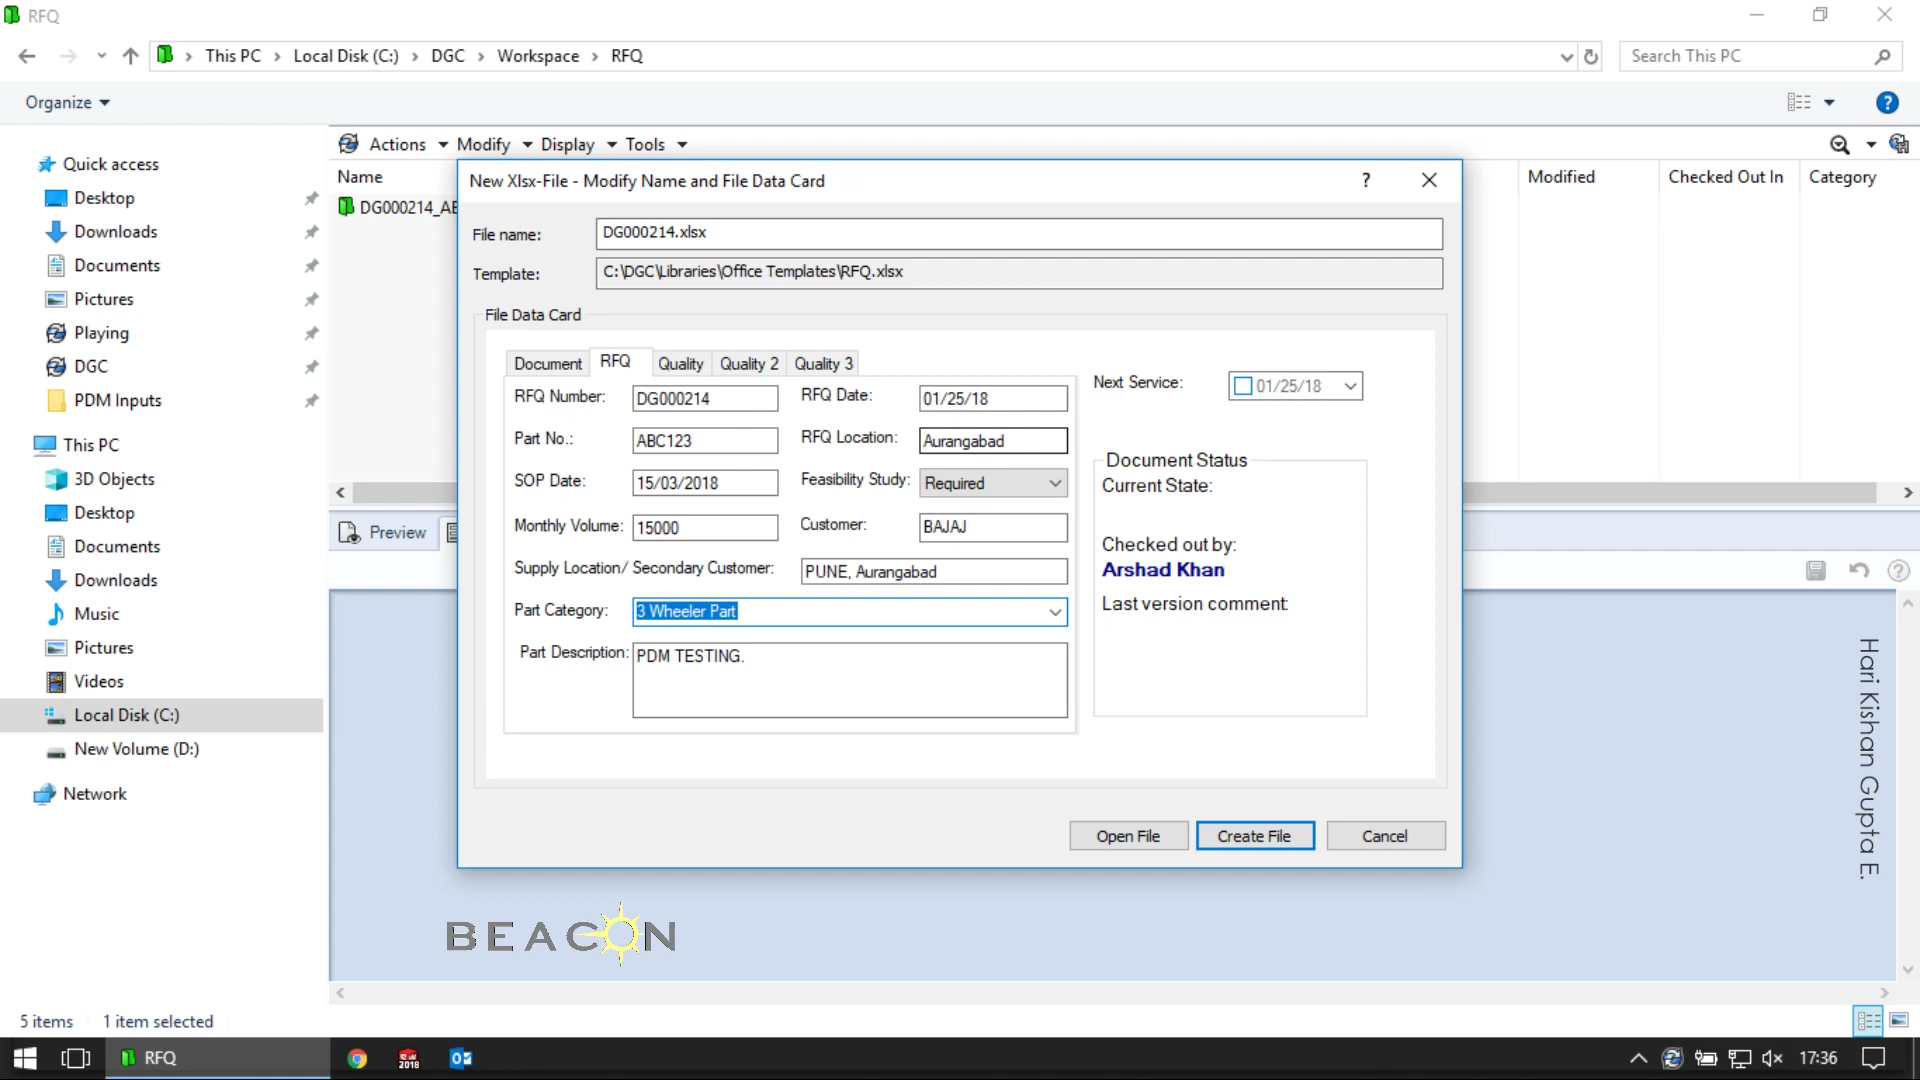 RFQ
This PC
Local Disk (C:)
DGC
Workspace
RFQ
Search This PC
Organize
?
Actions
Modify
Display
Tools
Quick access
Desktop
Downloads
Documents
Pictures
Playing
DGC
PDM Inputs
This PC
3D Objects
Desktop
Documents
Downloads
Music
Pictures
Videos
Local Disk (C:)
New Volume (D:)
Network
Name
Modified
Checked Out In
Category
DG000214_AB
Preview
New Xlsx-File - Modify Name and File Data Card
?
File name:
DG000214.xlsx
Template:
C:\DGC\Libraries\Office Templates\RFQ.xlsx
File Data Card
Document
RFQ
Quality
Quality 2
Quality 3
RFQ Number:
DG000214
RFQ Date:
01/25/18
Part No.:
ABC123
RFQ Location:
Aurangabad
SOP Date:
15/03/2018
Feasibility Study:
Required
Monthly Volume:
15000
Customer:
BAJAJ
Supply Location/ Secondary Customer:
PUNE, Aurangabad
Part Category:
3 Wheeler Part
Part Description:
PDM TESTING.
Next Service:
01/25/18
Document Status
Current State:
Checked out by:
Arshad Khan
Last version comment:
Open File
Create File
Cancel
?
Hari Kishan Gupta E.
BEACON
5 items
1 item selected
RFQ
SW
2018
17:36